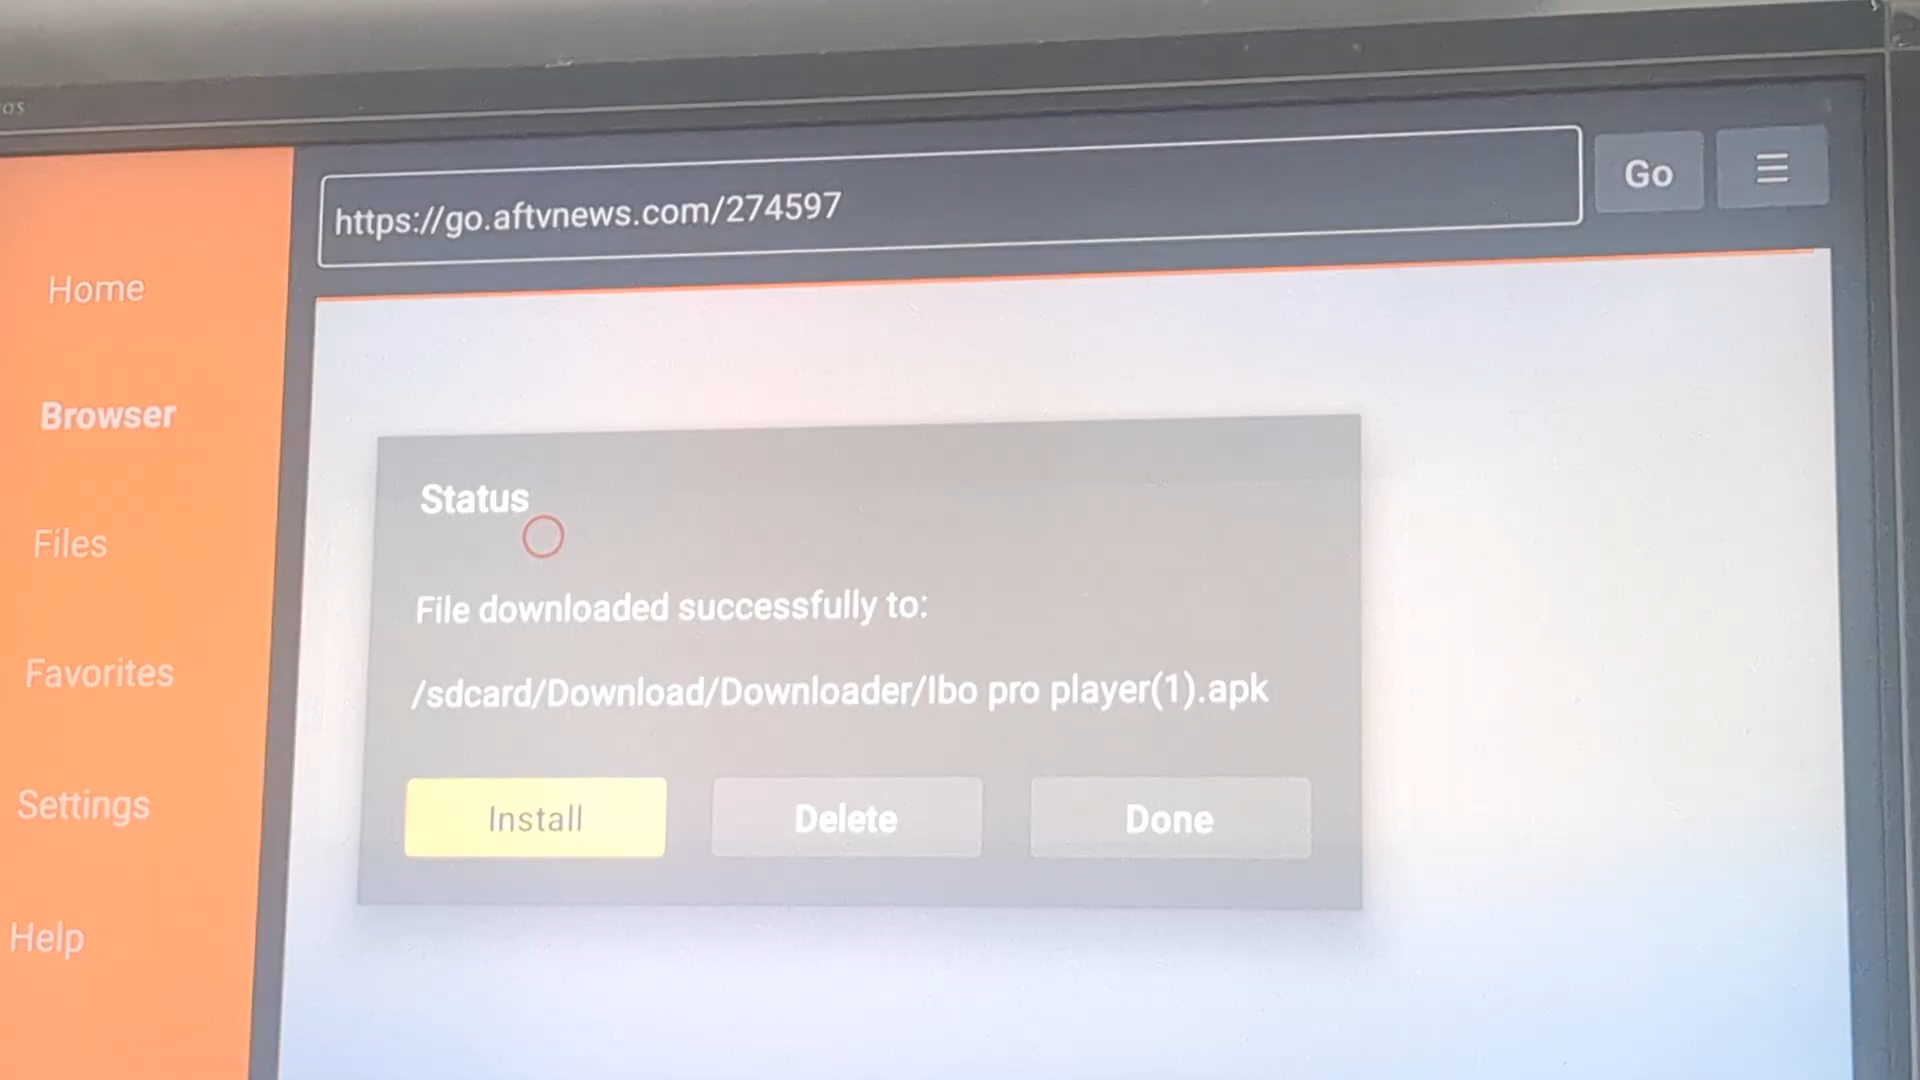 https://go.aftvnews.com/274597
Go
Home
Browser
Files
Favorites
Settings
Help
Status
File downloaded successfully to:
/sdcard/Download/Downloader/Ibo pro player(1).apk
Install
Delete
Done